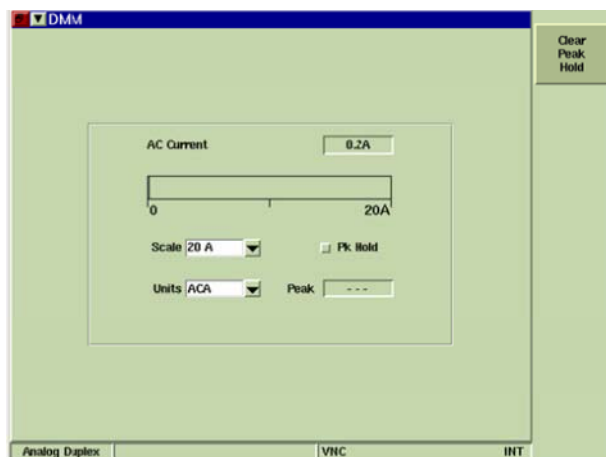 DMM
Clear
Peak
Hold
AC Current 0.2A
0 20A
Scale 20 A Pk Hold
Units ACA Peak - - -
Analog Duplex VNC INT